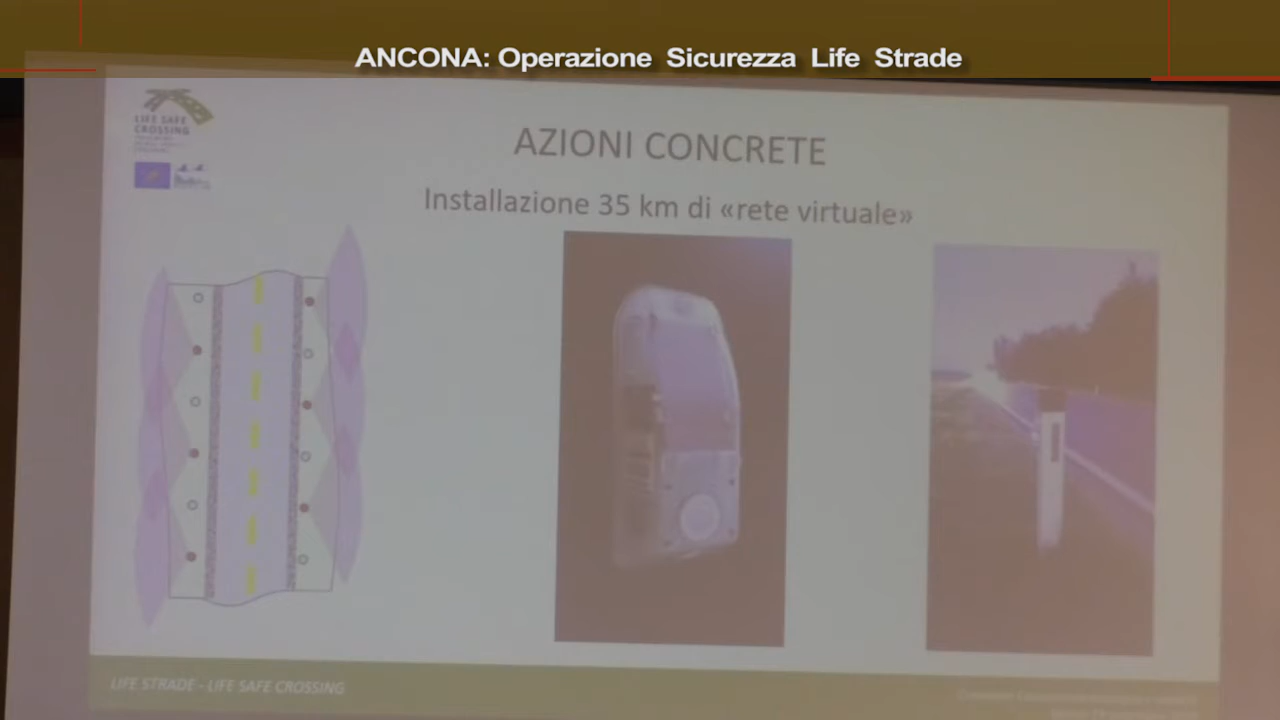 ANCONA: Operazione Sicurezza Life Strade
LIFE SAFE
CROSSING
AZIONI CONCRETE
Installazione 35 km di «rete virtuale»
LIFE STRADE - LIFE SAFE CROSSING